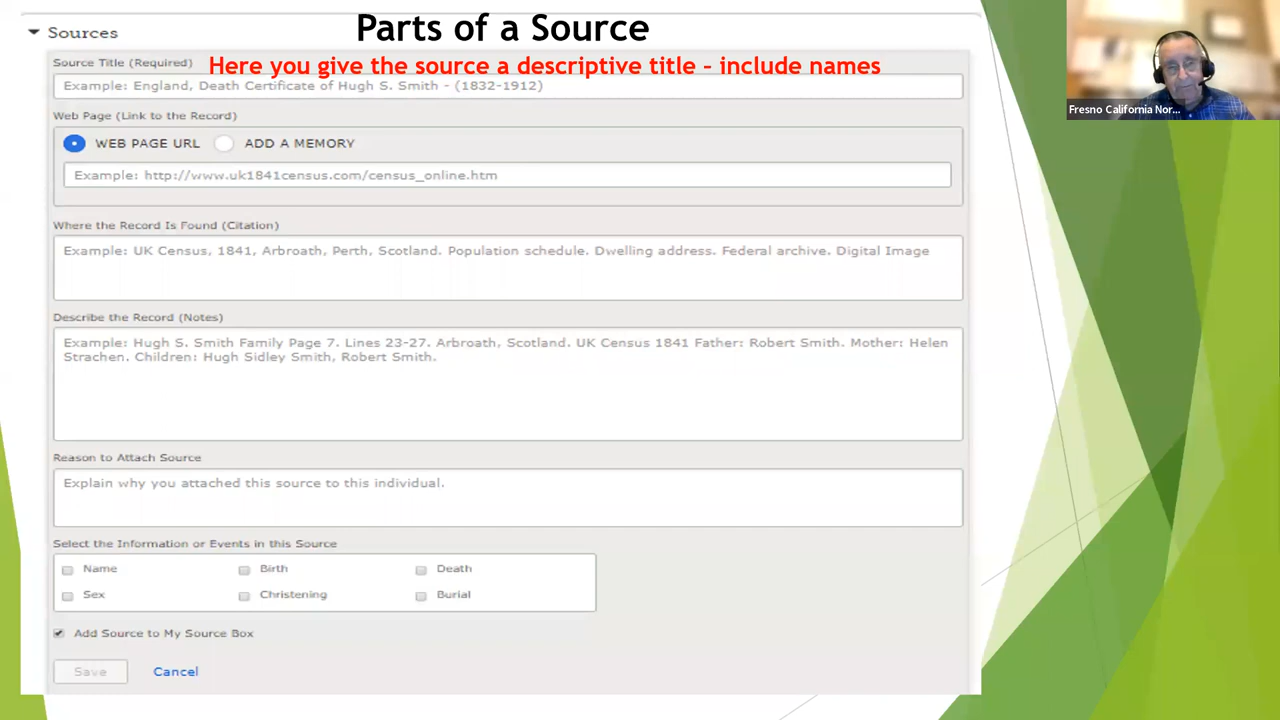 Parts of a Source
Sources
Source Title (Required)
Here you give the source a descriptive title - include names
Example: England, Death Certificate of Hugh S. Smith - (1832-1912)
Web Page (Link to the Record)
WEB PAGE URL ADD A MEMORY
Example: http://www.uk1841census.com/census_online.htm
Where the Record Is Found (Citation)
Example: UK Census, 1841, Arbroath, Perth, Scotland. Population schedule. Dwelling address. Federal archive. Digital Image
Describe the Record (Notes)
Example: Hugh S. Smith Family Page 7. Lines 23-27. Arbroath, Scotland. UK Census 1841 Father: Robert Smith. Mother: Helen
Strachen. Children: Hugh Sidley Smith, Robert Smith.
Reason to Attach Source
Explain why you attached this source to this individual.
Select the Information or Events in this Source
Name Birth Death
Sex Christening Burial
Add Source to My Source Box
Save Cancel
Fresno California Nor...